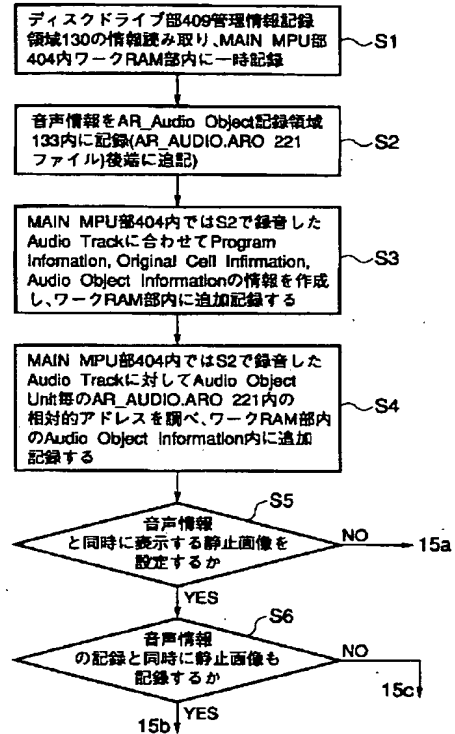 ディスクドライブ部409管理情報記録
領域130の情報読み取り、MAIN MPU部
404内ワークRAM部内に一時記録
S1
音声情報をAR_Audio Object記録領域
133内に記録(AR_AUDIO.ARO 221
ファイル)後端に追記)
S2
MAIN MPU部404内ではS2で録音した
Audio Trackに合わせてProgram
Infomation, Original Cell Infirmation,
Audio Object Informationの情報を作成
し、ワークRAM部内に追加記録する
S3
MAIN MPU部404内ではS2で録音した
Audio Trackに対してAudio Object
Unit毎のAR_AUDIO.ARO 221内の
相対的アドレスを調べ、ワークRAM部内
のAudio Object Information内に追加
記録する
S4
S5
音声情報
と同時に表示する静止画像を
設定するか
NO
15a
YES
S6
音声情報
の記録と同時に静止画像も
記録するか
NO
15c
YES
15b